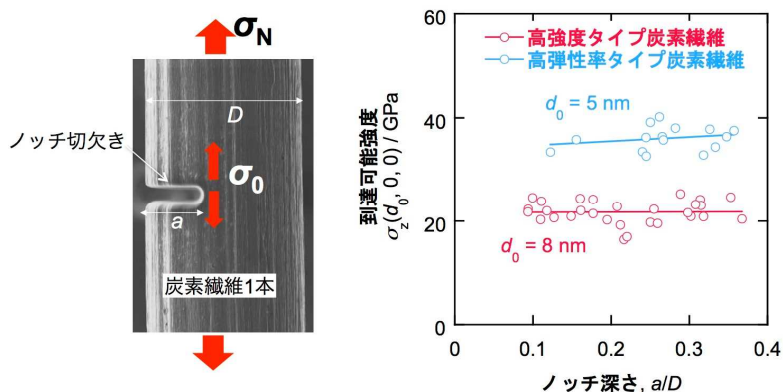 σN
D
ノッチ切欠き
σ0
a
炭素繊維1本
60
40
20
0
到達可能強度
σz(d0, 0, 0) / GPa
高強度タイプ炭素繊維
高弾性率タイプ炭素繊維
d0 = 5 nm
d0 = 8 nm
0 0.1 0.2 0.3 0.4
ノッチ深さ, a/D